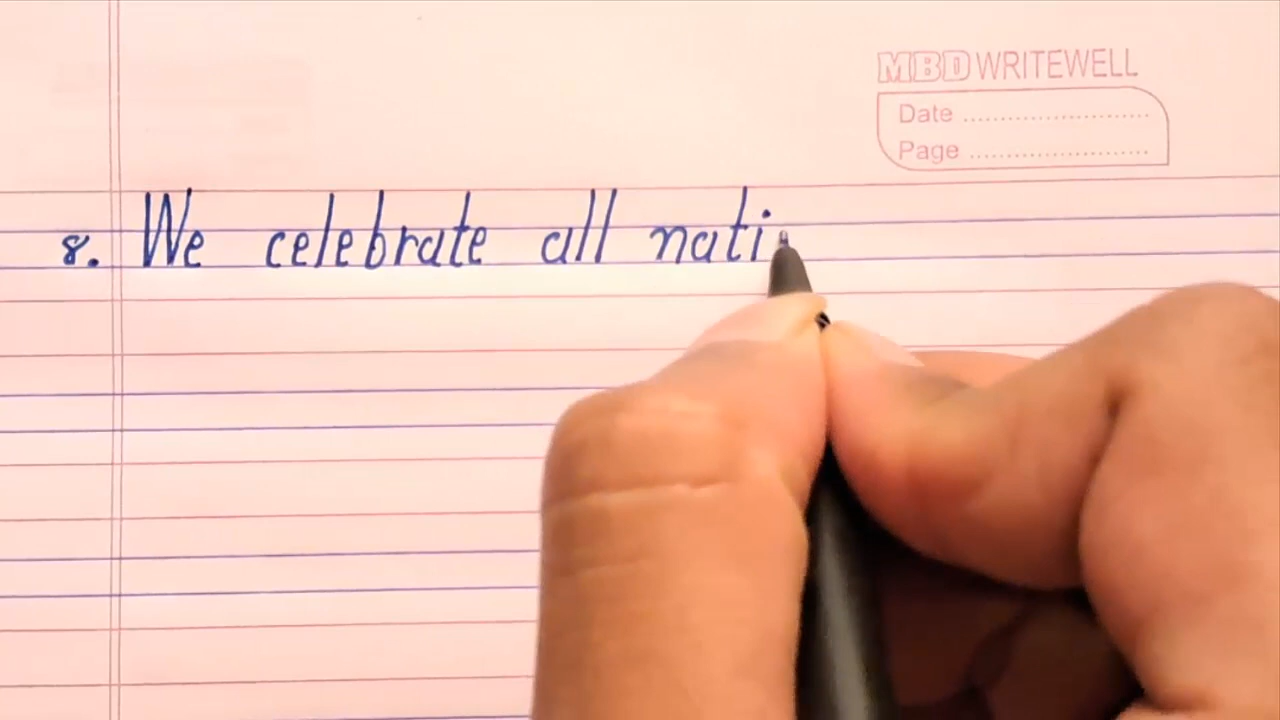 MBD WRITEWELL
Date ..........................
Page .........................
8. We celebrate all nati